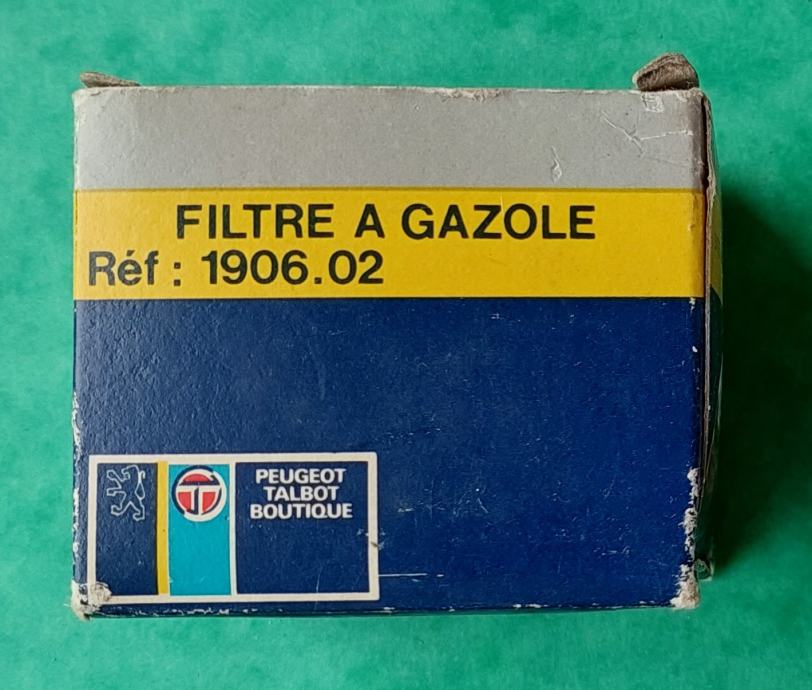 FILTRE A GAZOLE
Réf : 1906.02
PEUGEOT
TALBOT
BOUTIQUE